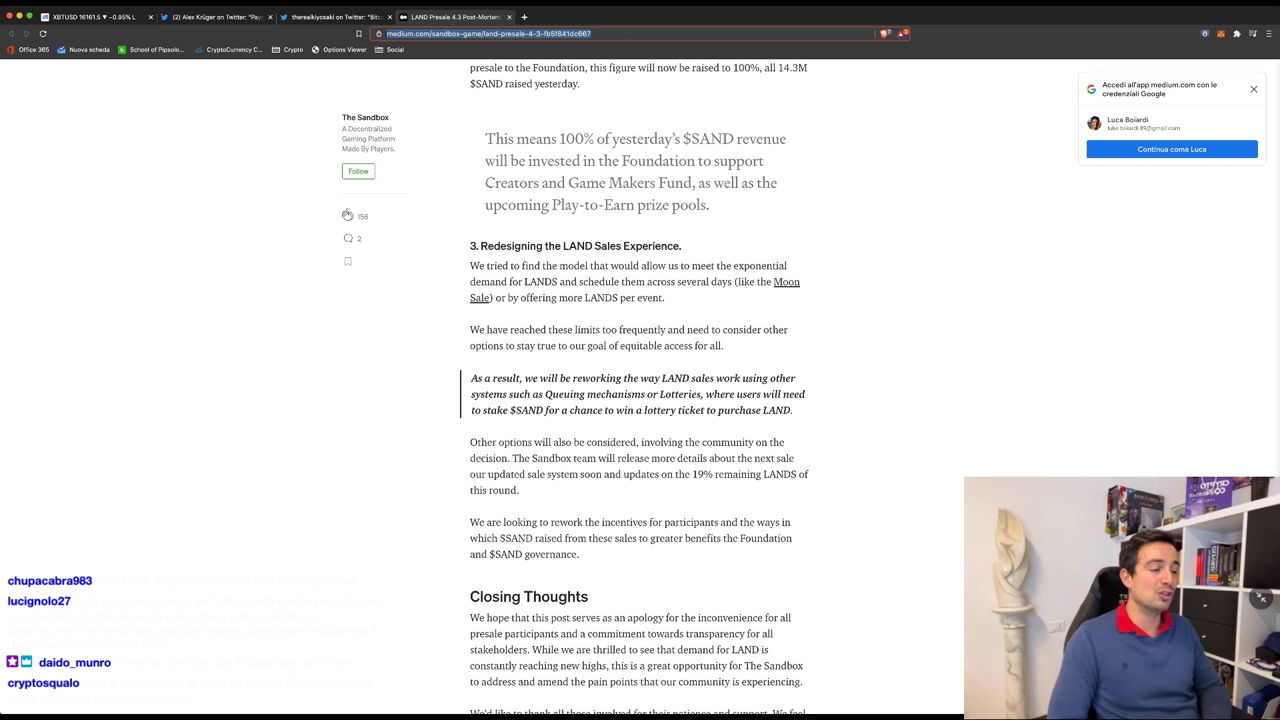 XBTUSD 16161.5 ▼ −0.95% L
(2) Alex Krüger on Twitter: "Payp
therealkiyosaki on Twitter: "Bitc
LAND Presale 4.3 Post-Mortem
medium.com/sandbox-game/land-presale-4-3-fb5f841dc667
Office 365
Nuova scheda
School of Pipsolo...
CryptoCurrency C...
Crypto
Options Viewer
Social
presale to the Foundation, this figure will now be raised to 100%, all 14.3M
$SAND raised yesterday.
Accedi all'app medium.com con le
credenziali Google
Luca Boiardi
luke.boiardi.89@gmail.com
Continua come Luca
The Sandbox
A Decentralized
Gaming Platform
Made By Players.
Follow
156
2
This means 100% of yesterday's $SAND revenue
will be invested in the Foundation to support
Creators and Game Makers Fund, as well as the
upcoming Play-to-Earn prize pools.
3. Redesigning the LAND Sales Experience.
We tried to find the model that would allow us to meet the exponential
demand for LANDS and schedule them across several days (like the Moon
Sale) or by offering more LANDS per event.
We have reached these limits too frequently and need to consider other
options to stay true to our goal of equitable access for all.
As a result, we will be reworking the way LAND sales work using other
systems such as Queuing mechanisms or Lotteries, where users will need
to stake $SAND for a chance to win a lottery ticket to purchase LAND.
Other options will also be considered, involving the community on the
decision. The Sandbox team will release more details about the next sale
our updated sale system soon and updates on the 19% remaining LANDS of
this round.
We are looking to rework the incentives for participants and the ways in
which $SAND raised from these sales to greater benefits the Foundation
and $SAND governance.
Closing Thoughts
We hope that this post serves as an apology for the inconvenience for all
presale participants and a commitment towards transparency for all
stakeholders. While we are thrilled to see that demand for LAND is
constantly reaching new highs, this is a great opportunity for The Sandbox
to address and amend the pain points that our community is experiencing.
We'd like to thank all those involved for their patience and support. We feel
chupacabra983
lucignolo27
daido_munro
cryptosqualo